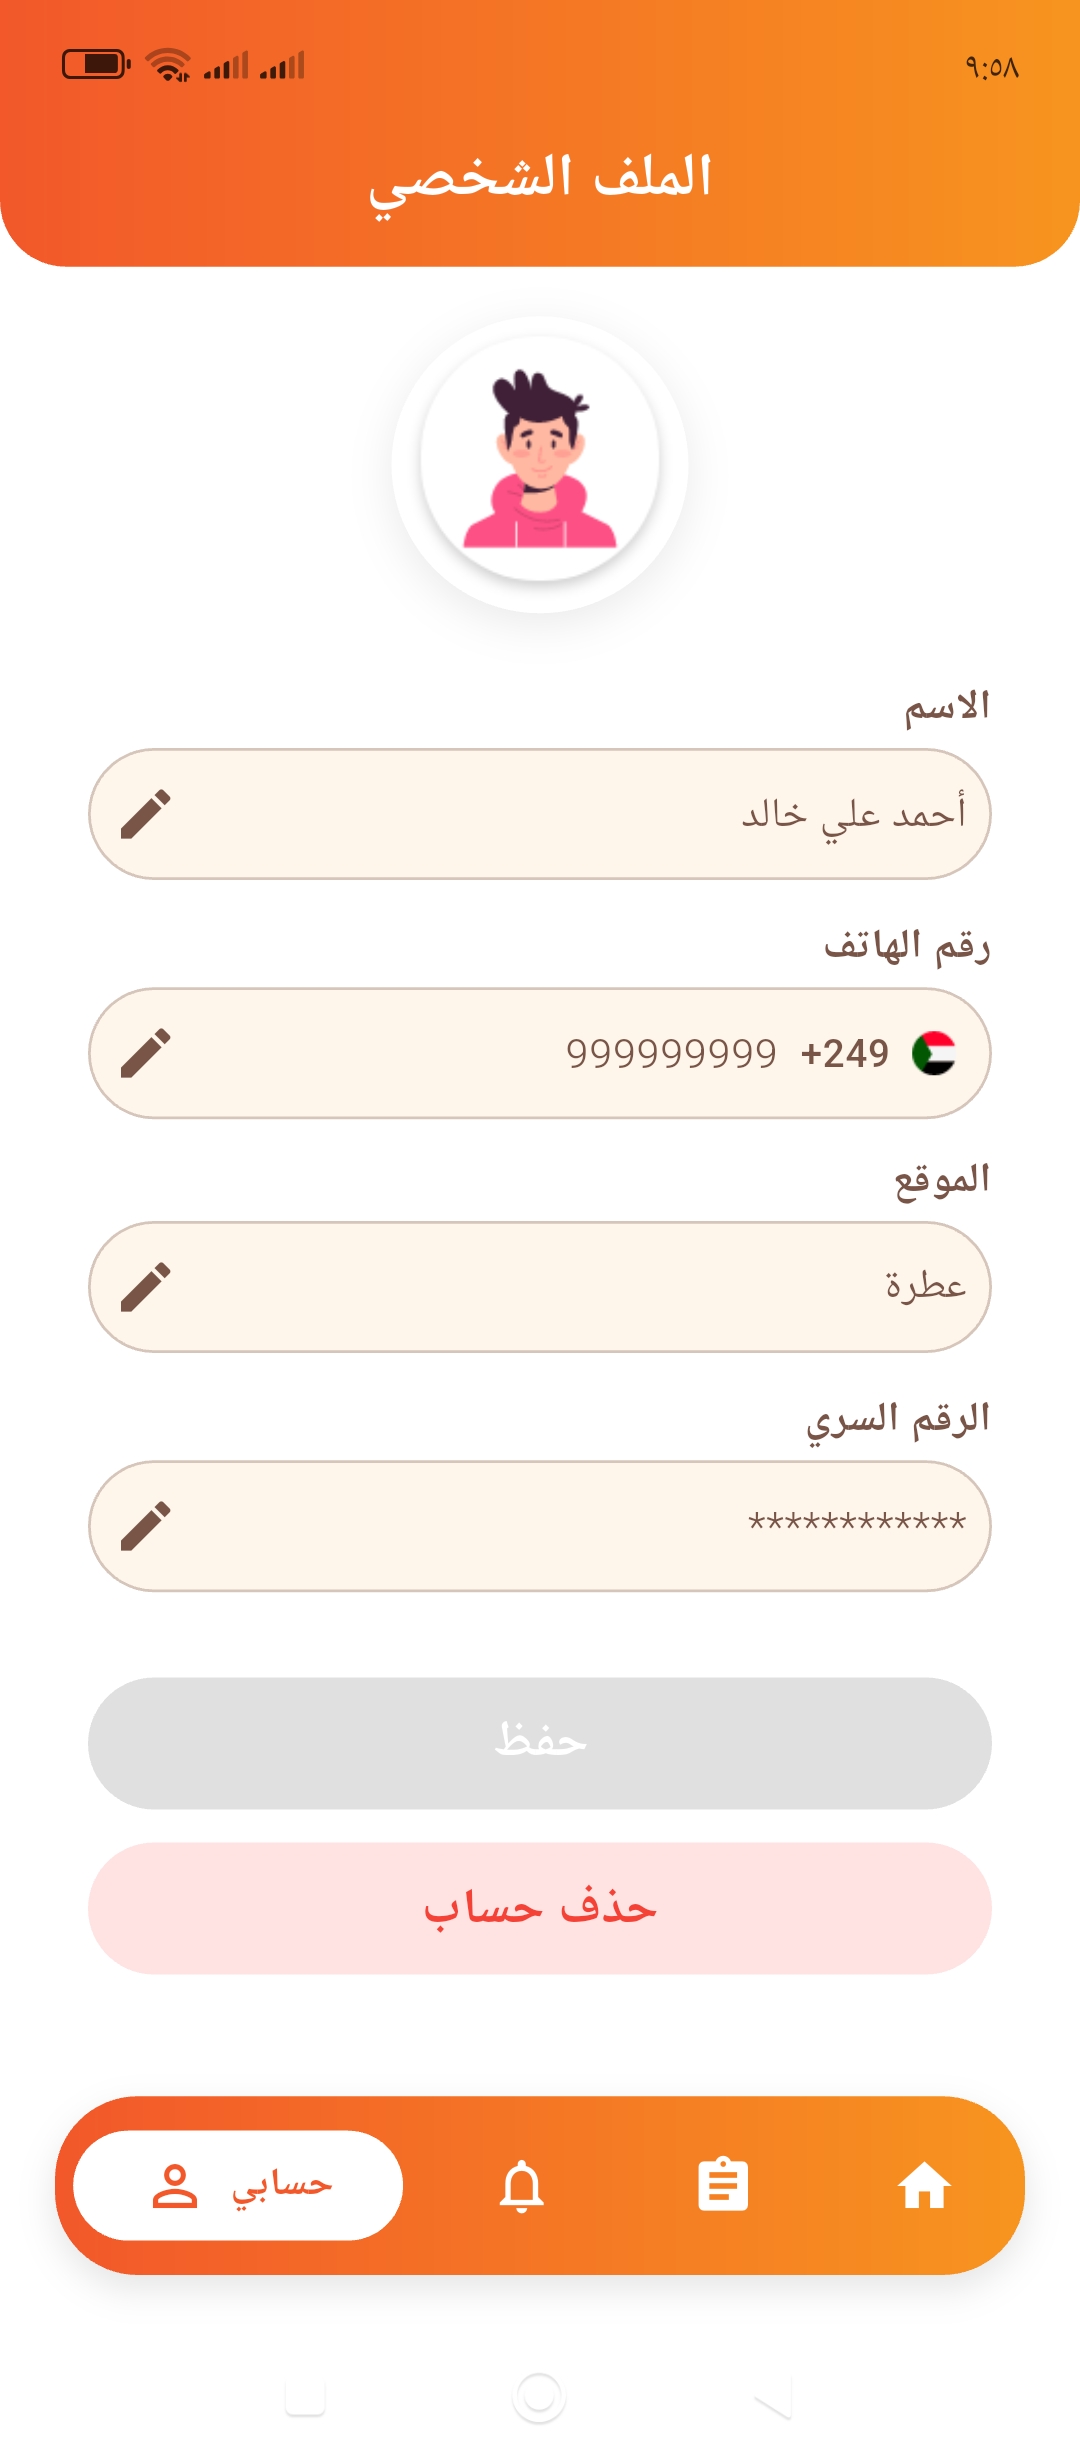 ٩:٥٨
الملف الشخصي
الاسم
أحمد علي خالد
رقم الهاتف
+249 999999999
الموقع
عطرة
الرقم السري
************
حفظ
حذف حساب
حسابي